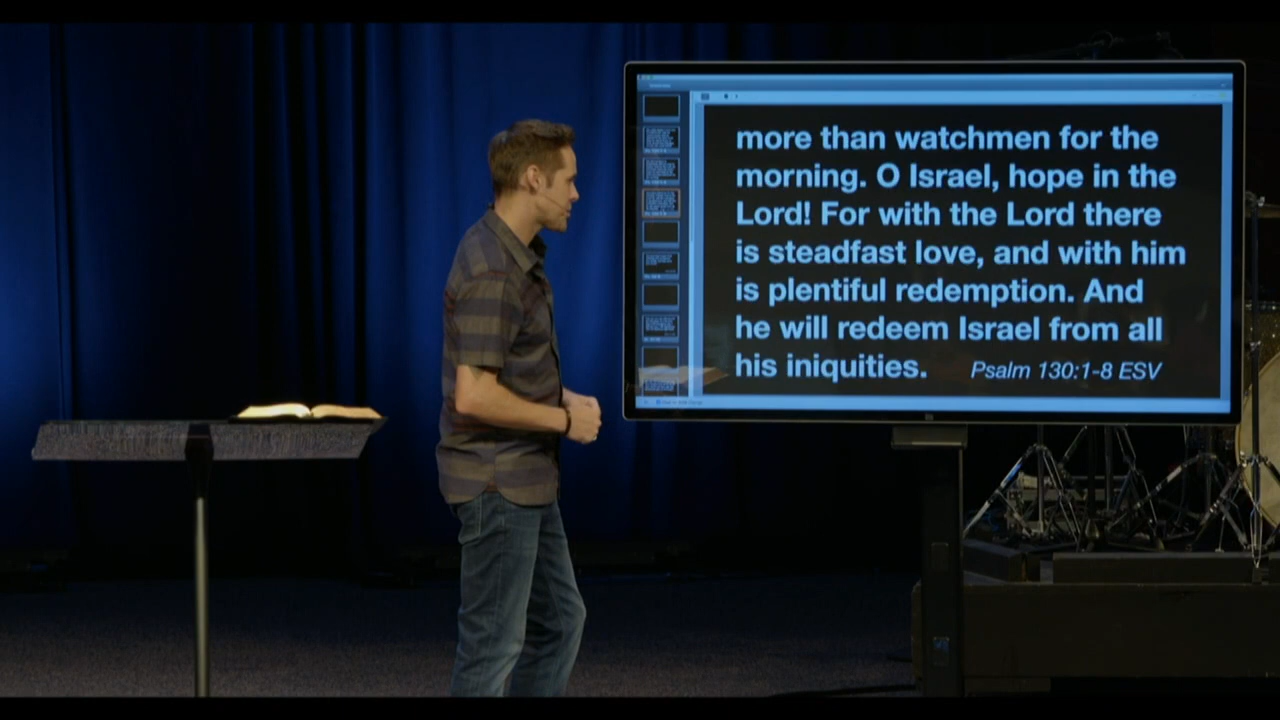 more than watchmen for the
morning. O Israel, hope in the
Lord! For with the Lord there
is steadfast love, and with him
is plentiful redemption. And
he will redeem Israel from all
his iniquities. Psalm 130:1-8 ESV